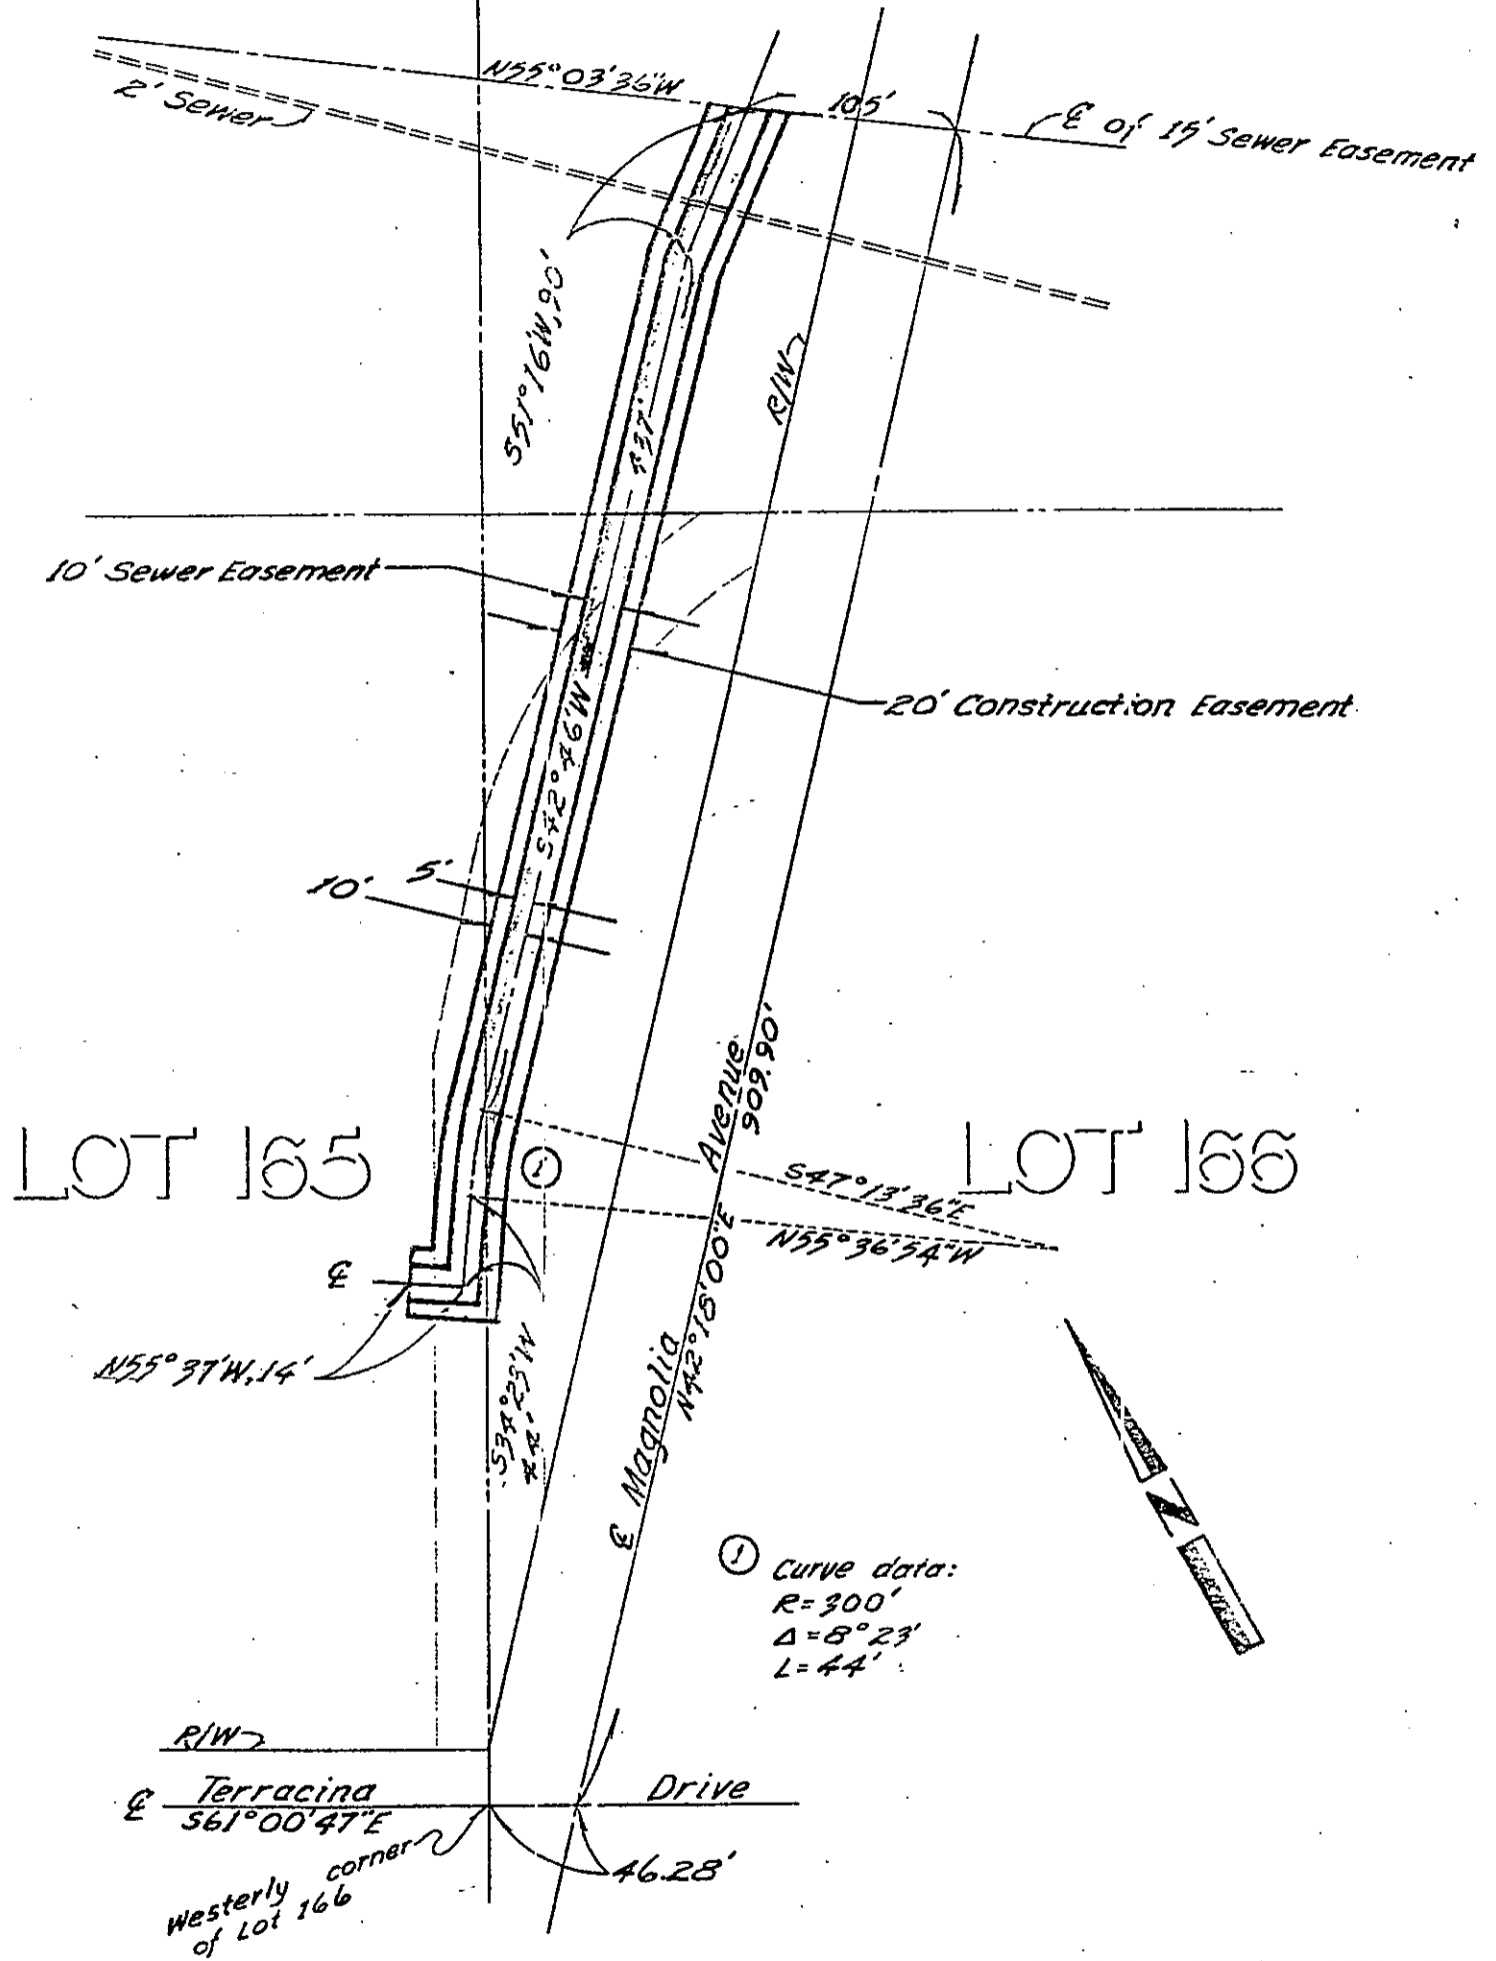 N55°03'36"W
2' Sewer
105'
℄ of 15' Sewer Easement
S51°16'W, 90'
437'
R/W
10' Sewer Easement
S42°46'W
20' Construction Easement
5'
10'
Avenue
909.90'
LOT 165
①
LOT 166
S47°13'36"E
N55°36'54"W
℄
N55°37'W, 14'
S34°23'W
44'
℄ Magnolia
N42°18'00"E
① Curve data:
R=300'
Δ=8°23'
L=44'
R/W
℄ Terracina Drive
S61°00'47"E
46.28'
Westerly corner
of Lot 166
N